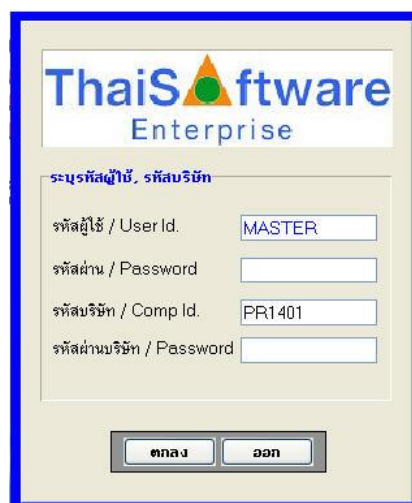 ThaiSoftware
Enterprise
ระบุรหัสผู้ใช้, รหัสบริษัท
รหัสผู้ใช้ / User Id. MASTER
รหัสผ่าน / Password
รหัสบริษัท / Comp Id. PR1401
รหัสผ่านบริษัท / Password
ตกลง ออก